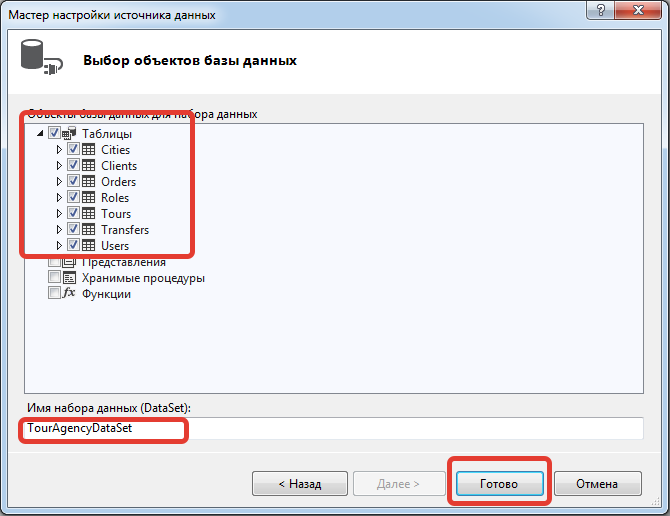 Мастер настройки источника данных
Выбор объектов базы данных
Объекты базы данных для набора данных
Таблицы
Cities
Clients
Orders
Roles
Tours
Transfers
Users
Представления
Хранимые процедуры
Функции
Имя набора данных (DataSet):
TourAgencyDataSet
< Назад
Далее >
Готово
Отмена